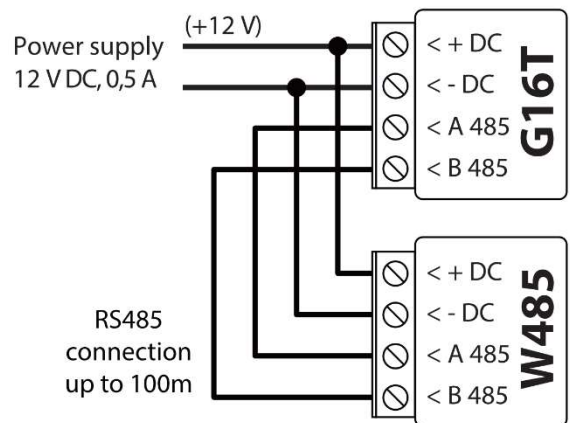 (+12 V)
Power supply
12 V DC, 0,5 A
< + DC
< - DC
< A 485
< B 485
G16T
< + DC
< - DC
< A 485
< B 485
W485
RS485
connection
up to 100m